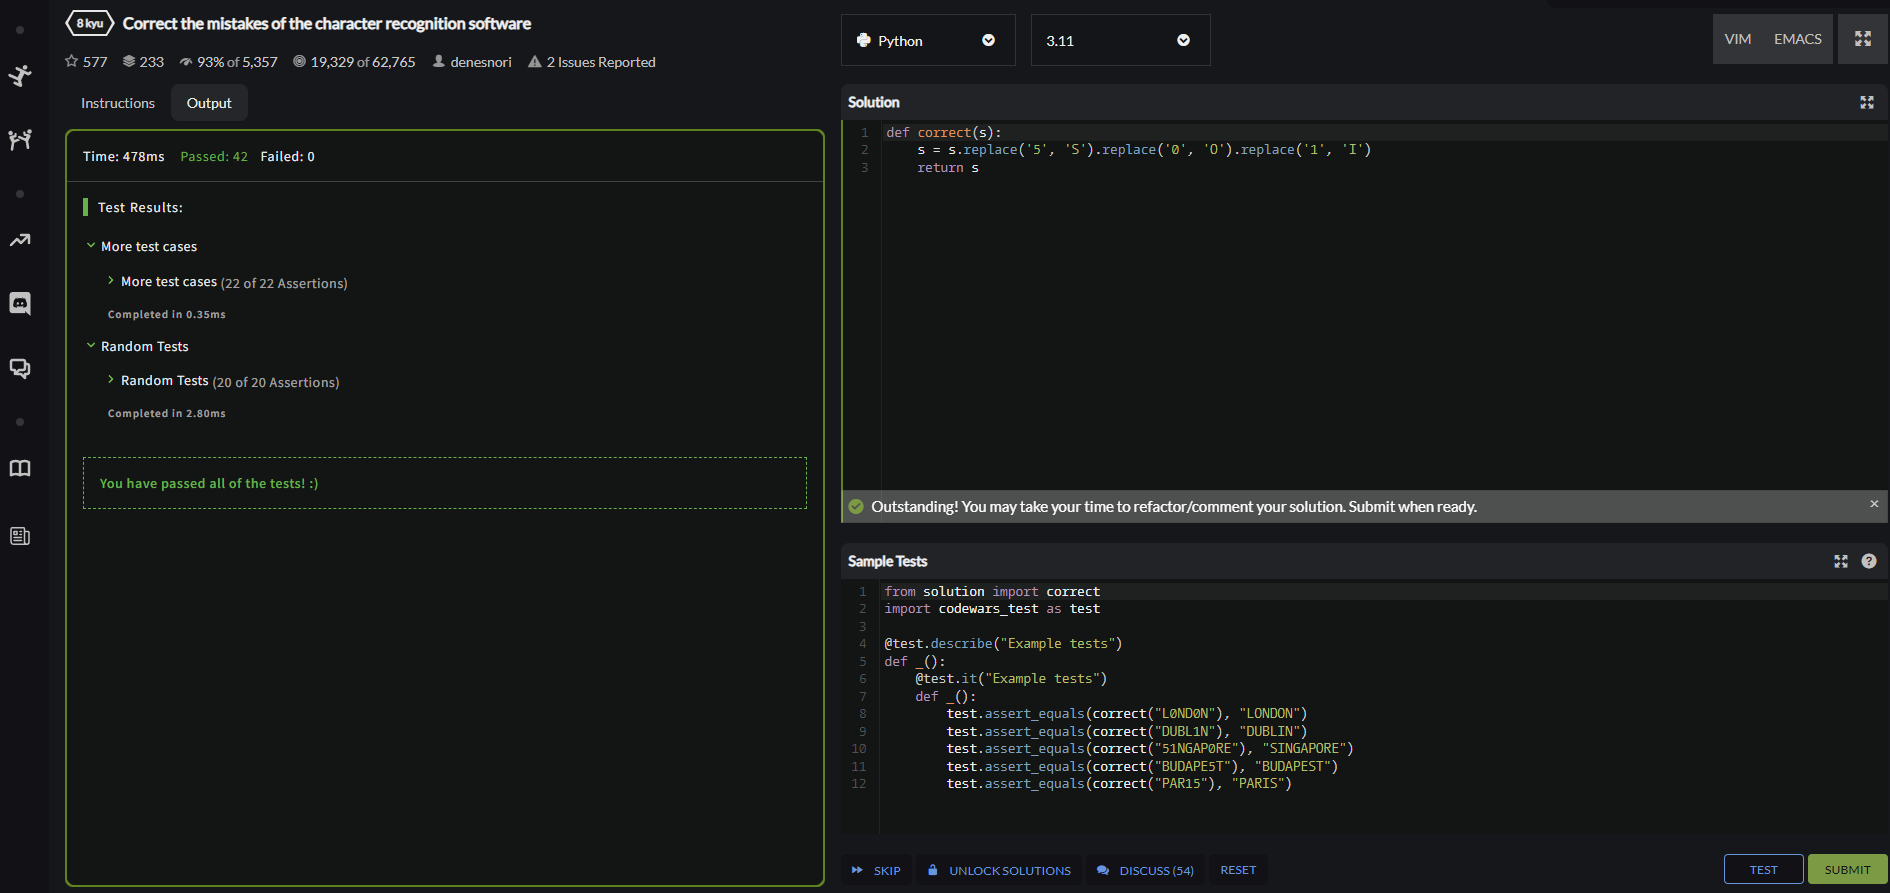 8 kyu Correct the mistakes of the character recognition software
577 233 93% of 5,357 19,329 of 62,765 denesnori 2 Issues Reported
Instructions Output
Time: 478ms Passed: 42 Failed: 0
Test Results:
More test cases
More test cases (22 of 22 Assertions)
Completed in 0.35ms
Random Tests
Random Tests (20 of 20 Assertions)
Completed in 2.80ms
You have passed all of the tests! :)
Python 3.11 VIM EMACS
Solution
1 def correct(s):
2     s = s.replace('5', 'S').replace('0', 'O').replace('1', 'I')
3     return s
Outstanding! You may take your time to refactor/comment your solution. Submit when ready. ×
Sample Tests ?
1 from solution import correct
2 import codewars_test as test
3
4 @test.describe("Example tests")
5 def _():
6     @test.it("Example tests")
7     def _():
8         test.assert_equals(correct("L0ND0N"), "LONDON")
9         test.assert_equals(correct("DUBL1N"), "DUBLIN")
10         test.assert_equals(correct("51NGAP0RE"), "SINGAPORE")
11         test.assert_equals(correct("BUDAPE5T"), "BUDAPEST")
12         test.assert_equals(correct("PAR15"), "PARIS")
SKIP UNLOCK SOLUTIONS DISCUSS (54) RESET TEST SUBMIT